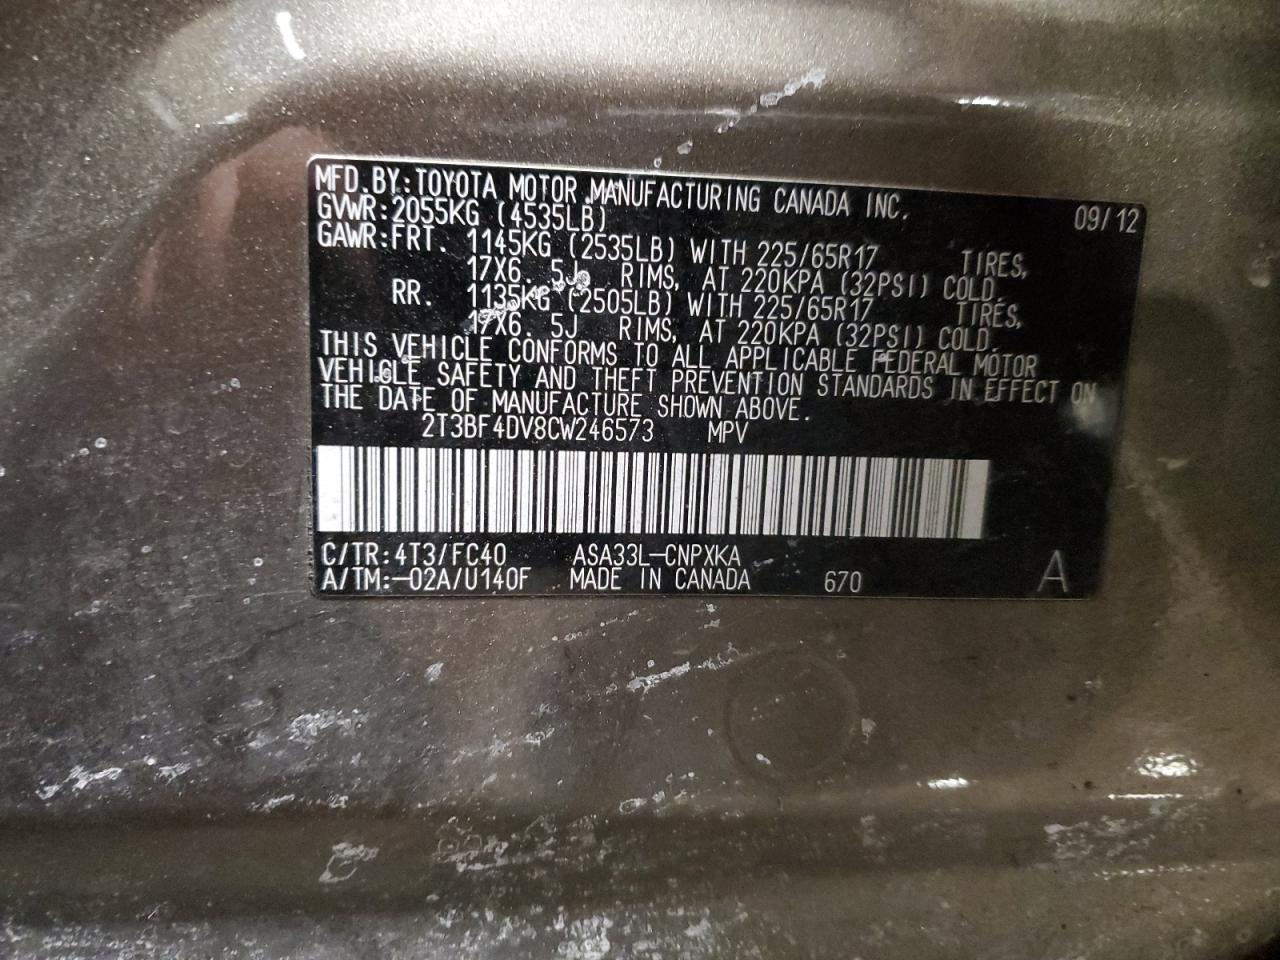 MFD.BY:TOYOTA MOTOR MANUFACTURING CANADA INC. 09/12
GVWR:2055KG (4535LB)
GAWR:FRT. 1145KG (2535LB) WITH 225/65R17 TIRES,
17X6. 5J RIMS, AT 220KPA (32PSI) COLD.
RR. 1135KG (2505LB) WITH 225/65R17 TIRES,
17X6. 5J RIMS, AT 220KPA (32PSI) COLD.
THIS VEHICLE CONFORMS TO ALL APPLICABLE FEDERAL MOTOR
VEHICLE SAFETY AND THEFT PREVENTION STANDARDS IN EFFECT ON
THE DATE OF MANUFACTURE SHOWN ABOVE.
2T3BF4DV8CW246573 MPV
C/TR:4T3/FC40 ASA33L-CNPXKA
A/TM:-02A/U140F MADE IN CANADA 670 A